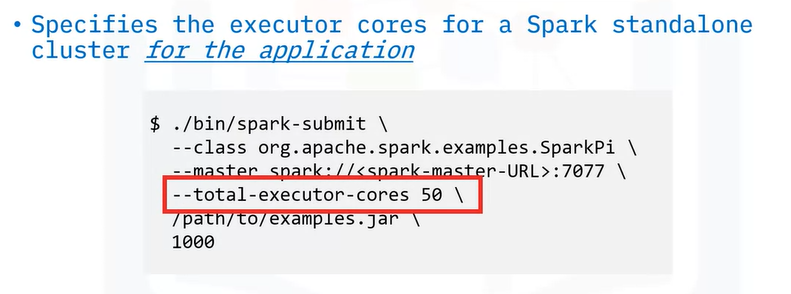 • Specifies the executor cores for a Spark standalone
cluster for the application
$ ./bin/spark-submit \
--class org.apache.spark.examples.SparkPi \
--master spark://<spark-master-URL>:7077 \
--total-executor-cores 50 \
/path/to/examples.jar \
1000